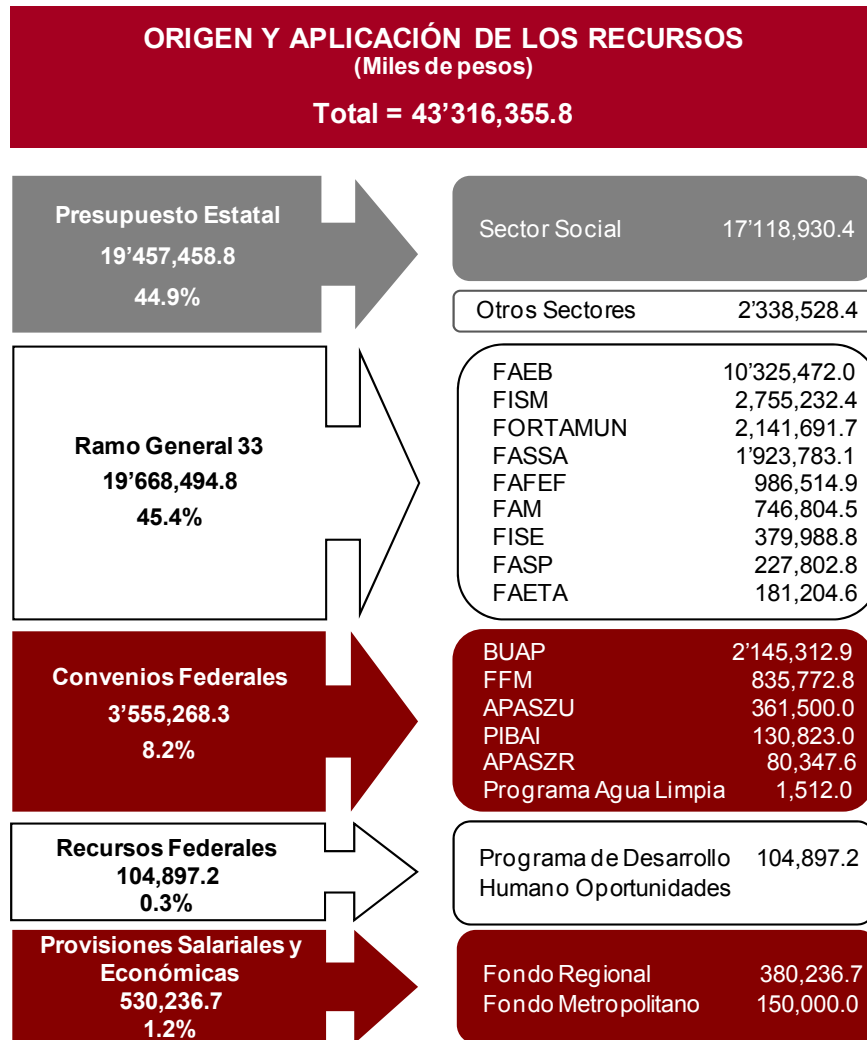 ORIGEN Y APLICACIÓN DE LOS RECURSOS
(Miles de pesos)
Total = 43'316,355.8
Presupuesto Estatal
19'457,458.8
44.9%
Sector Social 17'118,930.4
Otros Sectores 2'338,528.4
Ramo General 33
19'668,494.8
45.4%
FAEB 10'325,472.0
FISM 2,755,232.4
FORTAMUN 2,141,691.7
FASSA 1'923,783.1
FAFEF 986,514.9
FAM 746,804.5
FISE 379,988.8
FASP 227,802.8
FAETA 181,204.6
Convenios Federales
3'555,268.3
8.2%
BUAP 2'145,312.9
FFM 835,772.8
APASZU 361,500.0
PIBAI 130,823.0
APASZR 80,347.6
Programa Agua Limpia 1,512.0
Recursos Federales
104,897.2
0.3%
Programa de Desarrollo 104,897.2
Humano Oportunidades
Provisiones Salariales y
Económicas
530,236.7
1.2%
Fondo Regional 380,236.7
Fondo Metropolitano 150,000.0